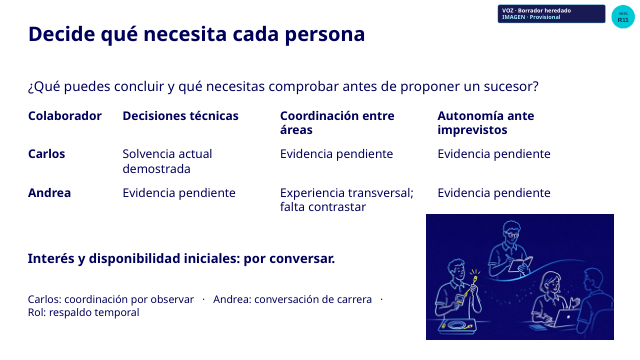 VOZ · Borrador heredado
IMAGEN · Provisional
R11
Decide qué necesita cada persona
¿Qué puedes concluir y qué necesitas comprobar antes de proponer un sucesor?
Colaborador Decisiones técnicas Coordinación entre áreas Autonomía ante imprevistos
Carlos Solvencia actual demostrada Evidencia pendiente Evidencia pendiente
Andrea Evidencia pendiente Experiencia transversal; falta contrastar Evidencia pendiente
Interés y disponibilidad iniciales: por conversar.
Carlos: coordinación por observar · Andrea: conversación de carrera ·
Rol: respaldo temporal